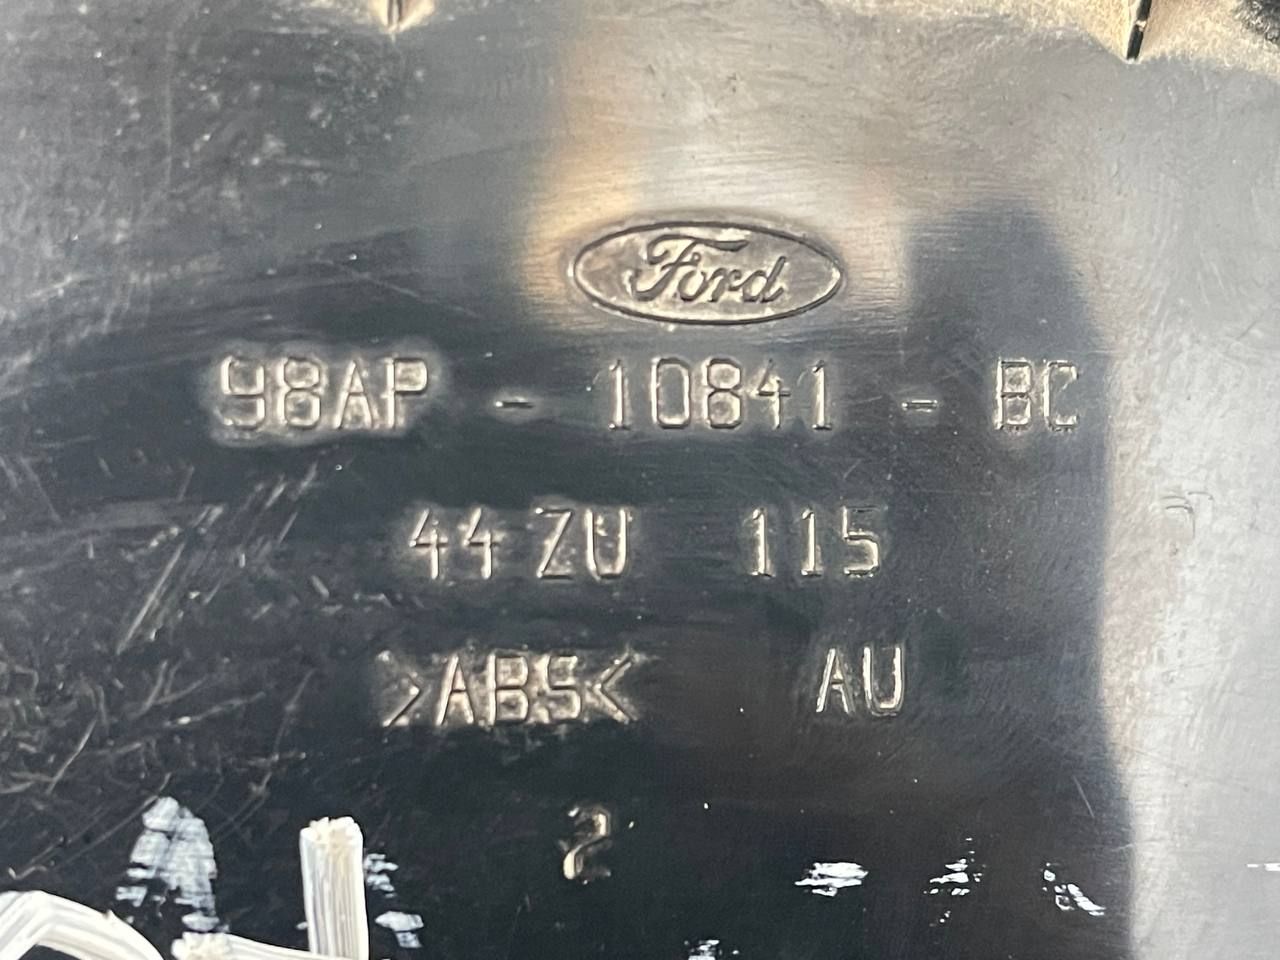 Ford
98AP - 10841 - BC
44 ZU 115
>ABS< AU
2